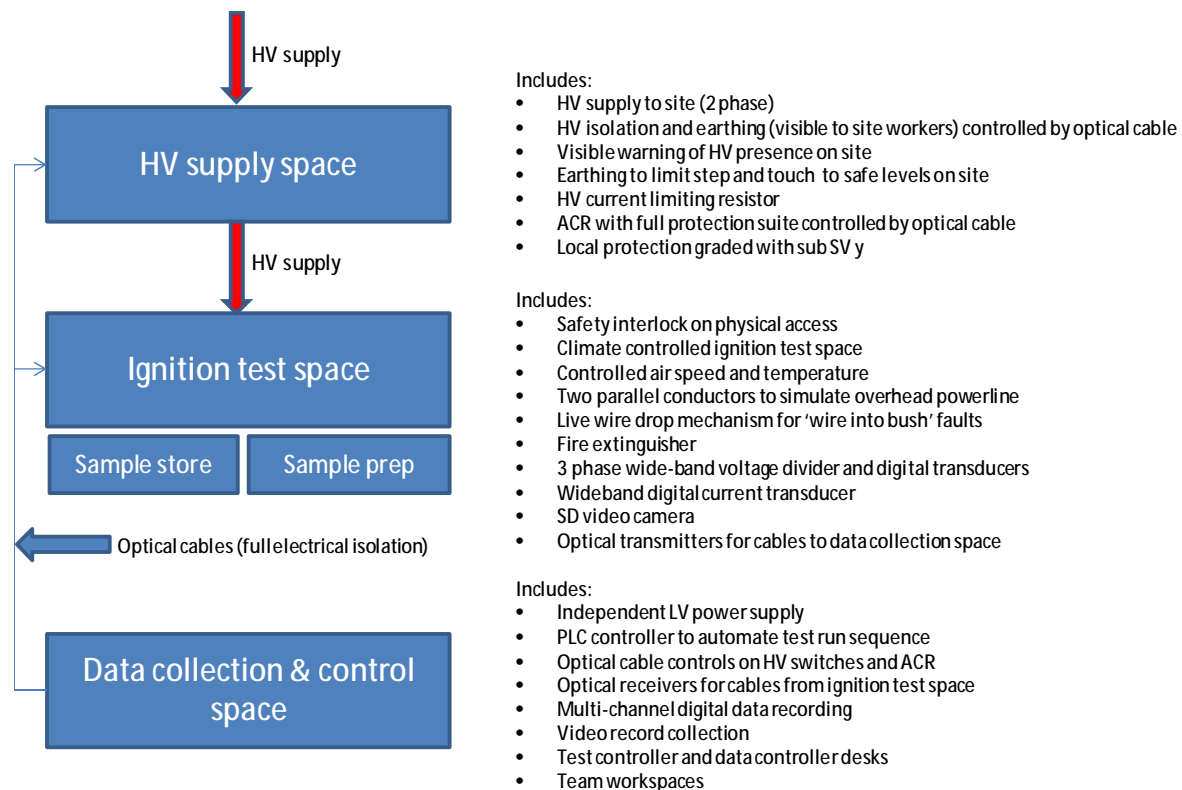 HV supply
HV supply space
Includes:
• HV supply to site (2 phase)
• HV isolation and earthing (visible to site workers) controlled by optical cable
• Visible warning of HV presence on site
• Earthing to limit step and touch to safe levels on site
• HV current limiting resistor
• ACR with full protection suite controlled by optical cable
• Local protection graded with sub SV y
HV supply
Ignition test space
Sample store
Sample prep
Includes:
• Safety interlock on physical access
• Climate controlled ignition test space
• Controlled air speed and temperature
• Two parallel conductors to simulate overhead powerline
• Live wire drop mechanism for ‘wire into bush’ faults
• Fire extinguisher
• 3 phase wide-band voltage divider and digital transducers
• Wideband digital current transducer
• SD video camera
• Optical transmitters for cables to data collection space
Optical cables (full electrical isolation)
Data collection & control
space
Includes:
• Independent LV power supply
• PLC controller to automate test run sequence
• Optical cable controls on HV switches and ACR
• Optical receivers for cables from ignition test space
• Multi-channel digital data recording
• Video record collection
• Test controller and data controller desks
• Team workspaces